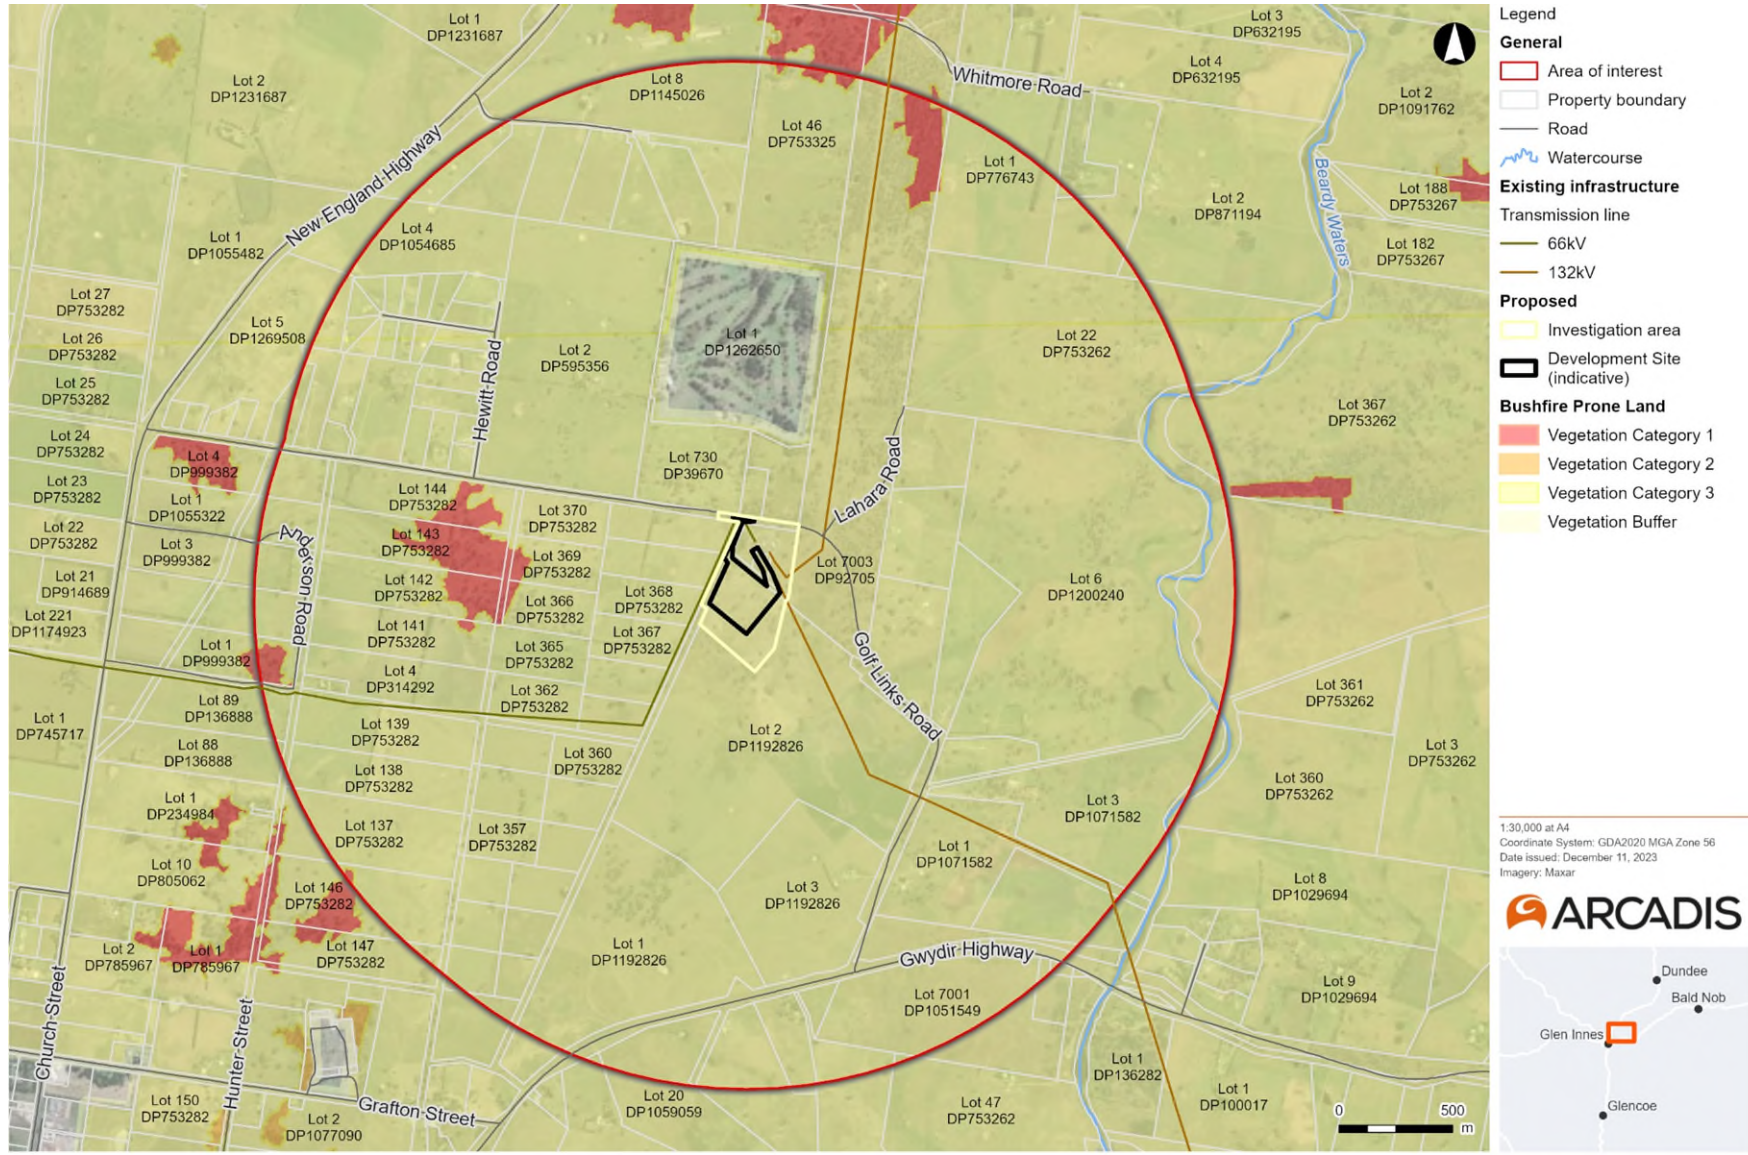 Lot 1
DP1231687
Lot 3
DP632195
Lot 4
DP632195
Whitmore Road
Lot 2
DP1231687
Lot 8
DP1145026
Lot 2
DP1091762
Lot 46
DP753325
Lot 1
DP776743
New England Highway
Beardy Waters
Lot 188
DP753267
Lot 2
DP871194
Lot 1
DP1055482
Lot 4
DP1054685
Lot 182
DP753267
Lot 27
DP753282
Lot 5
DP1269508
Lot 26
DP753282
Lot 2
DP595356
Lot 1
DP1262650
Lot 22
DP753262
Lot 25
DP753282
Hewitt Road
Lot 367
DP753262
Lot 24
DP753282
Lot 4
DP999382
Lot 730
DP39670
Lahara Road
Lot 23
DP753282
Lot 1
DP1055322
Lot 144
DP753282
Lot 370
DP753282
Lot 22
DP753282
Lot 3
DP999382
Anderson Road
Lot 143
DP753282
Lot 369
DP753282
Lot 7003
DP92705
Lot 21
DP914689
Lot 142
DP753282
Lot 366
DP753282
Lot 368
DP753282
Lot 6
DP1200240
Lot 221
DP1174923
Lot 1
DP999382
Lot 141
DP753282
Lot 365
DP753282
Lot 367
DP753282
Golf Links Road
Lot 4
DP314292
Lot 362
DP753282
Lot 361
DP753262
Lot 89
DP136888
Lot 1
DP745717
Lot 139
DP753282
Lot 2
DP1192826
Lot 3
DP753262
Lot 88
DP136888
Lot 138
DP753282
Lot 360
DP753282
Lot 360
DP753262
Lot 1
DP234984
Lot 137
DP753282
Lot 357
DP753282
Lot 3
DP1071582
Lot 1
DP1071582
Lot 10
DP805062
Lot 146
DP753282
Lot 3
DP1192826
Lot 8
DP1029694
Lot 2
DP785967
Lot 1
DP785967
Lot 147
DP753282
Lot 1
DP1192826
Gwydir Highway
Lot 9
DP1029694
Lot 7001
DP1051549
Church Street
Hunter Street
Lot 1
DP136282
Lot 150
DP753282
Lot 2
DP1077090
Grafton Street
Lot 20
DP1059059
Lot 47
DP753262
Lot 1
DP100017
0 500
m
Legend
General
Area of interest
Property boundary
Road
Watercourse
Existing infrastructure
Transmission line
66kV
132kV
Proposed
Investigation area
Development Site
(indicative)
Bushfire Prone Land
Vegetation Category 1
Vegetation Category 2
Vegetation Category 3
Vegetation Buffer
1:30,000 at A4
Coordinate System: GDA2020 MGA Zone 56
Date issued: December 11, 2023
Imagery: Maxar
ARCADIS
Dundee
Bald Nob
Glen Innes
Glencoe